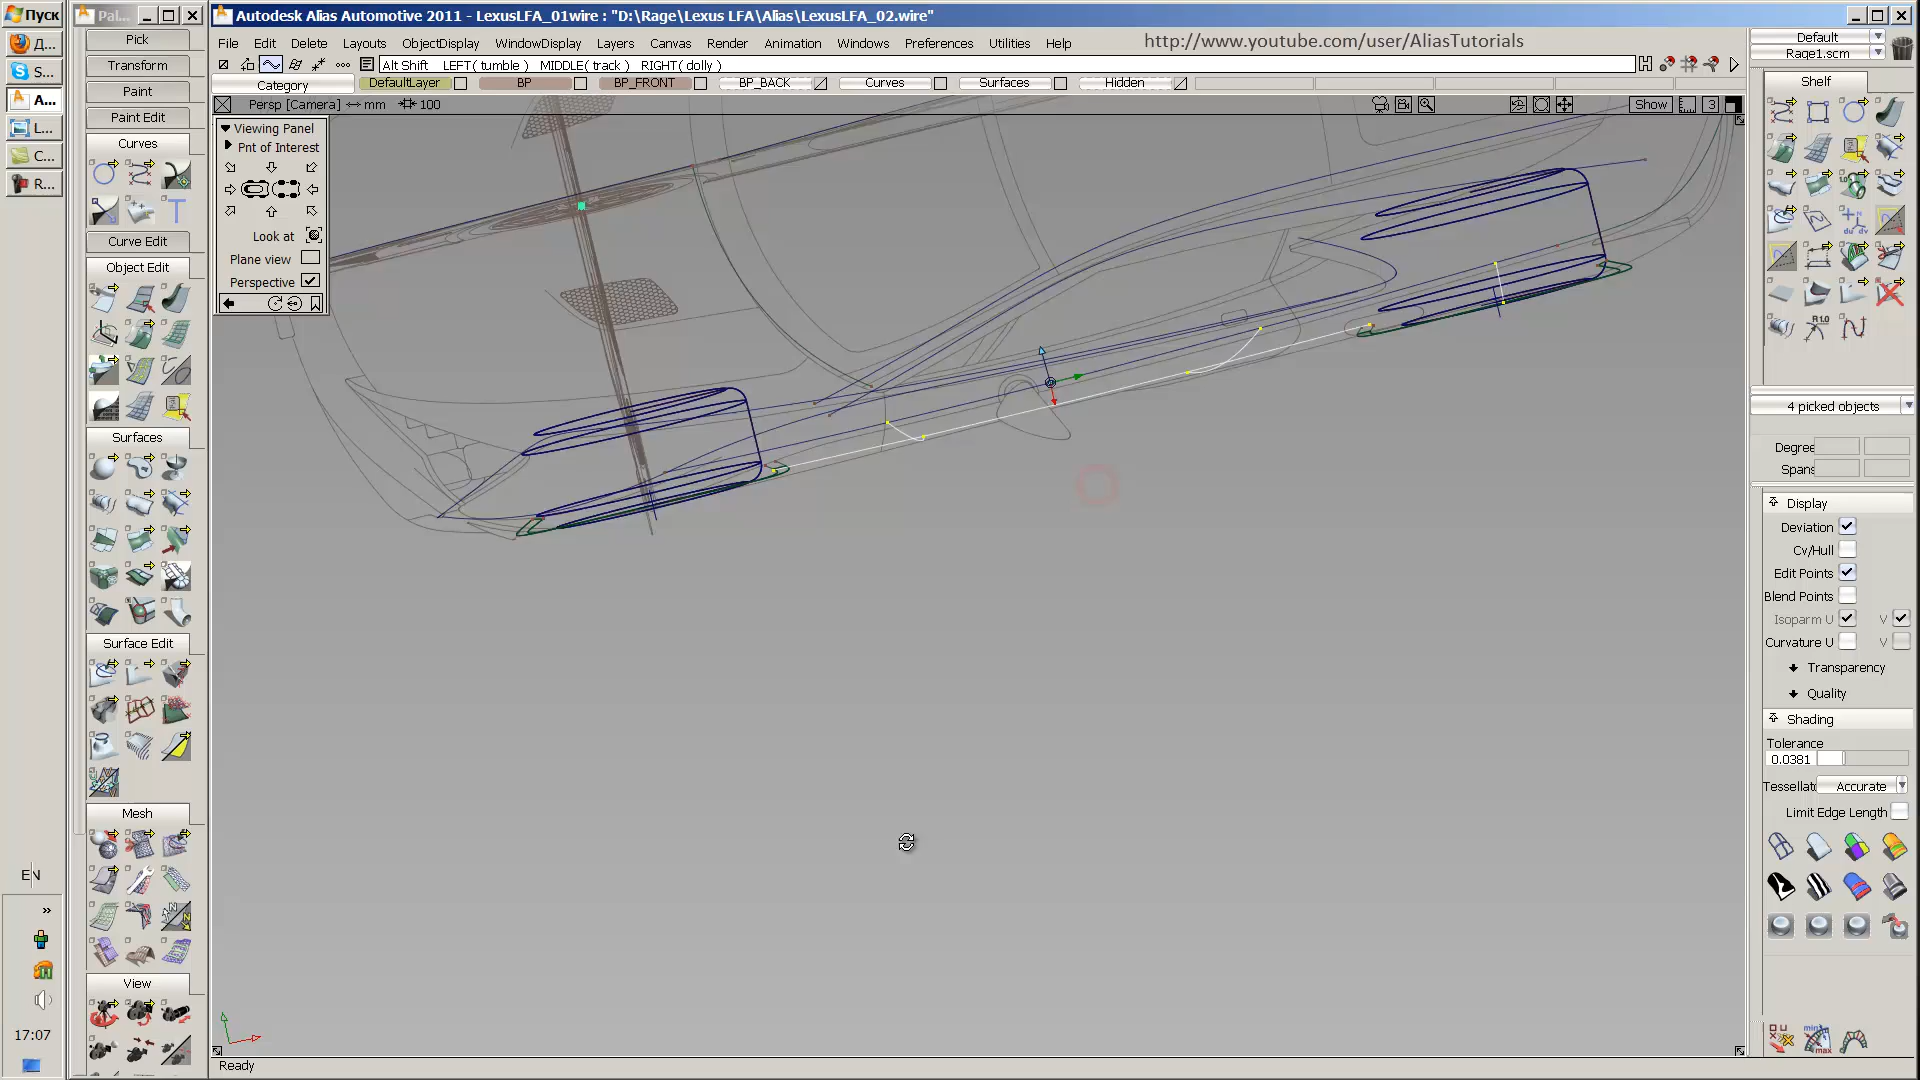 Пуск
Pal...
Autodesk Alias Automotive 2011 - LexusLFA_01wire : "D:\Rage\Lexus LFA\Alias\LexusLFA_02.wire"
Default
Pick
File Edit Delete Layouts ObjectDisplay WindowDisplay Layers Canvas Render Animation Windows Preferences Utilities Help http://www.youtube.com/user/AliasTutorials
Rage1.scm
Д...
Transform
Alt Shift LEFT( tumble ) MIDDLE( track ) RIGHT( dolly )
S...
Category DefaultLayer BP BP_FRONT BP_BACK Curves Surfaces Hidden
Shelf
Paint
A...
Persp [Camera] <-> mm 100
Show
3
Paint Edit
L...
Viewing Panel
Curves
Pnt of Interest
C...
R...
Look at
Curve Edit
Plane view
Object Edit
Perspective
R1.0
4 picked objects
Surfaces
Degree
Spans
Display
Deviation
Cv/Hull
Edit Points
Blend Points
Isoparm U V
Surface Edit
Curvature U V
Transparency
Quality
Shading
Tolerance
0.0381
Tessellat Accurate
Mesh
Limit Edge Length
EN
»
View
17:07
min
max
Ready